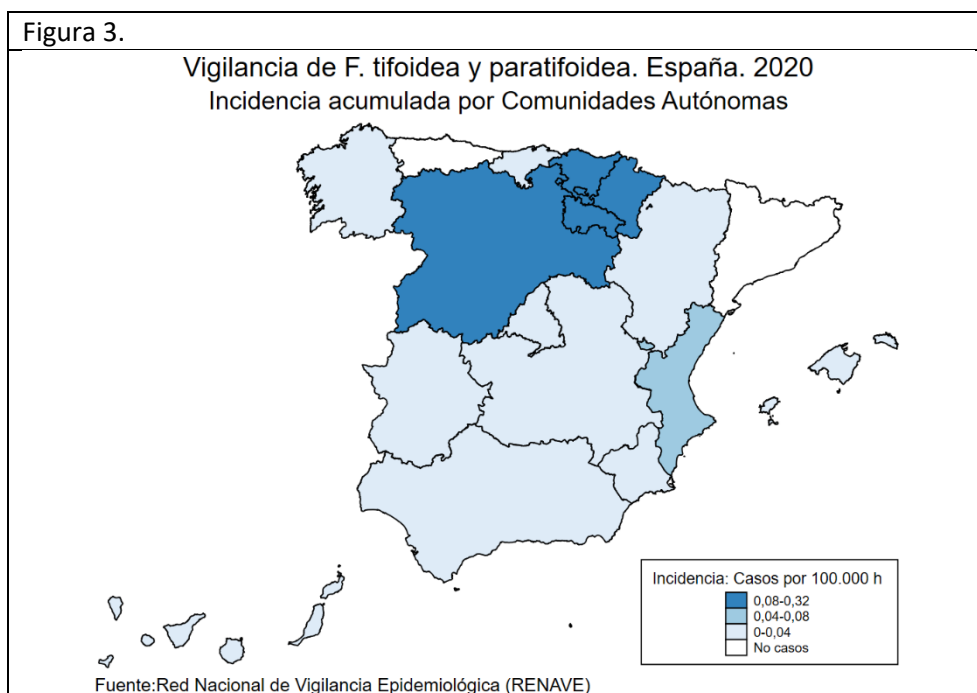 Figura 3.
Vigilancia de F. tifoidea y paratifoidea. España. 2020
Incidencia acumulada por Comunidades Autónomas
Incidencia: Casos por 100.000 h
0,08-0,32
0,04-0,08
0-0,04
No casos
Fuente:Red Nacional de Vigilancia Epidemiológica (RENAVE)